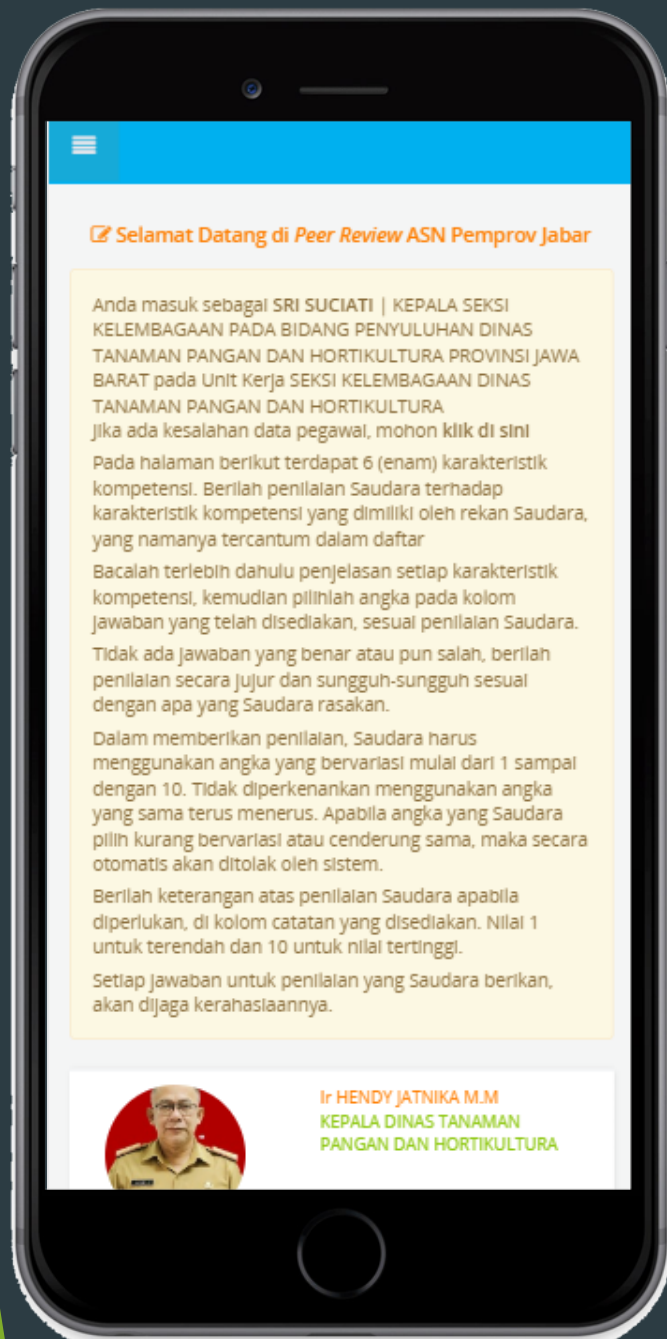 Selamat Datang di Peer Review ASN Pemprov Jabar
Anda masuk sebagai SRI SUCIATI | KEPALA SEKSI
KELEMBAGAAN PADA BIDANG PENYULUHAN DINAS
TANAMAN PANGAN DAN HORTIKULTURA PROVINSI JAWA
BARAT pada Unit Kerja SEKSI KELEMBAGAAN DINAS
TANAMAN PANGAN DAN HORTIKULTURA
Jika ada kesalahan data pegawai, mohon klik di sini
Pada halaman berikut terdapat 6 (enam) karakteristik
kompetensi. Berilah penilaian Saudara terhadap
karakteristik kompetensi yang dimiliki oleh rekan Saudara,
yang namanya tercantum dalam daftar
Bacalah terlebih dahulu penjelasan setiap karakteristik
kompetensi, kemudian pilihlah angka pada kolom
jawaban yang telah disediakan, sesuai penilaian Saudara.
Tidak ada jawaban yang benar atau pun salah, berilah
penilaian secara jujur dan sungguh-sungguh sesuai
dengan apa yang Saudara rasakan.
Dalam memberikan penilaian, Saudara harus
menggunakan angka yang bervariasi mulai dari 1 sampai
dengan 10. Tidak diperkenankan menggunakan angka
yang sama terus menerus. Apabila angka yang Saudara
pilih kurang bervariasi atau cenderung sama, maka secara
otomatis akan ditolak oleh sistem.
Berilah keterangan atas penilaian Saudara apabila
diperlukan, di kolom catatan yang disediakan. Nilai 1
untuk terendah dan 10 untuk nilai tertinggi.
Setiap jawaban untuk penilaian yang Saudara berikan,
akan dijaga kerahasiaannya.
Ir HENDY JATNIKA M.M
KEPALA DINAS TANAMAN
PANGAN DAN HORTIKULTURA